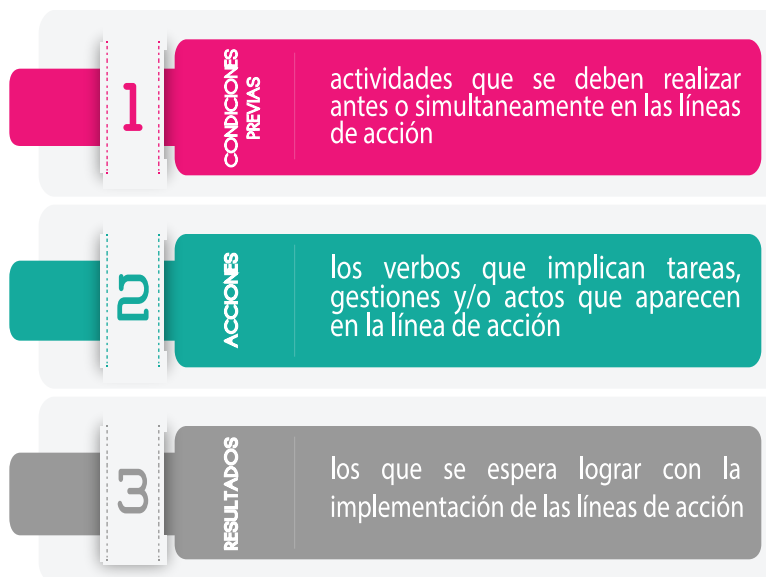 1
CONDICIONES
PREVIAS
actividades que se deben realizar
antes o simultaneamente en las líneas
de acción
2
ACCIONES
los verbos que implican tareas,
gestiones y/o actos que aparecen
en la línea de acción
3
RESULTADOS
los que se espera lograr con la
implementación de las líneas de acción